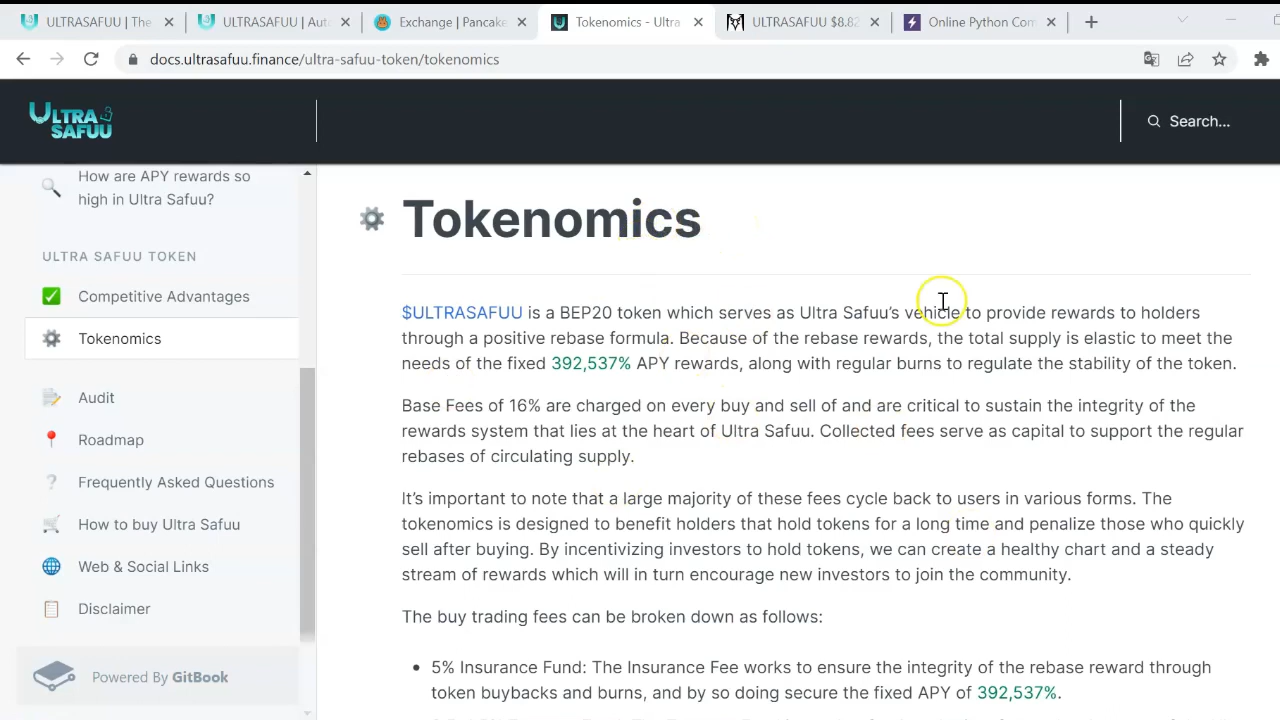 ULTRASAFUU | The
ULTRASAFUU | Auto
Exchange | Pancake
Tokenomics - Ultra
ULTRASAFUU $8.82
Online Python Com
docs.ultrasafuu.finance/ultra-safuu-token/tokenomics
ULTRA
SAFUU
Search...
How are APY rewards so
high in Ultra Safuu?
ULTRA SAFUU TOKEN
Competitive Advantages
Tokenomics
Audit
Roadmap
Frequently Asked Questions
How to buy Ultra Safuu
Web & Social Links
Disclaimer
Powered By GitBook
Tokenomics
$ULTRASAFUU is a BEP20 token which serves as Ultra Safuu's vehicle to provide rewards to holders
through a positive rebase formula. Because of the rebase rewards, the total supply is elastic to meet the
needs of the fixed 392,537% APY rewards, along with regular burns to regulate the stability of the token.
Base Fees of 16% are charged on every buy and sell of and are critical to sustain the integrity of the
rewards system that lies at the heart of Ultra Safuu. Collected fees serve as capital to support the regular
rebases of circulating supply.
It's important to note that a large majority of these fees cycle back to users in various forms. The
tokenomics is designed to benefit holders that hold tokens for a long time and penalize those who quickly
sell after buying. By incentivizing investors to hold tokens, we can create a healthy chart and a steady
stream of rewards which will in turn encourage new investors to join the community.
The buy trading fees can be broken down as follows:
• 5% Insurance Fund: The Insurance Fee works to ensure the integrity of the rebase reward through
token buybacks and burns, and by so doing secure the fixed APY of 392,537%.